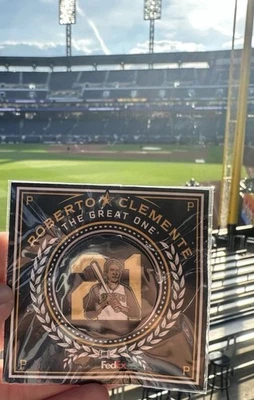 P P
ROBERTO ★ CLEMENTE
"THE GREAT ONE"
21
FedEx
P P